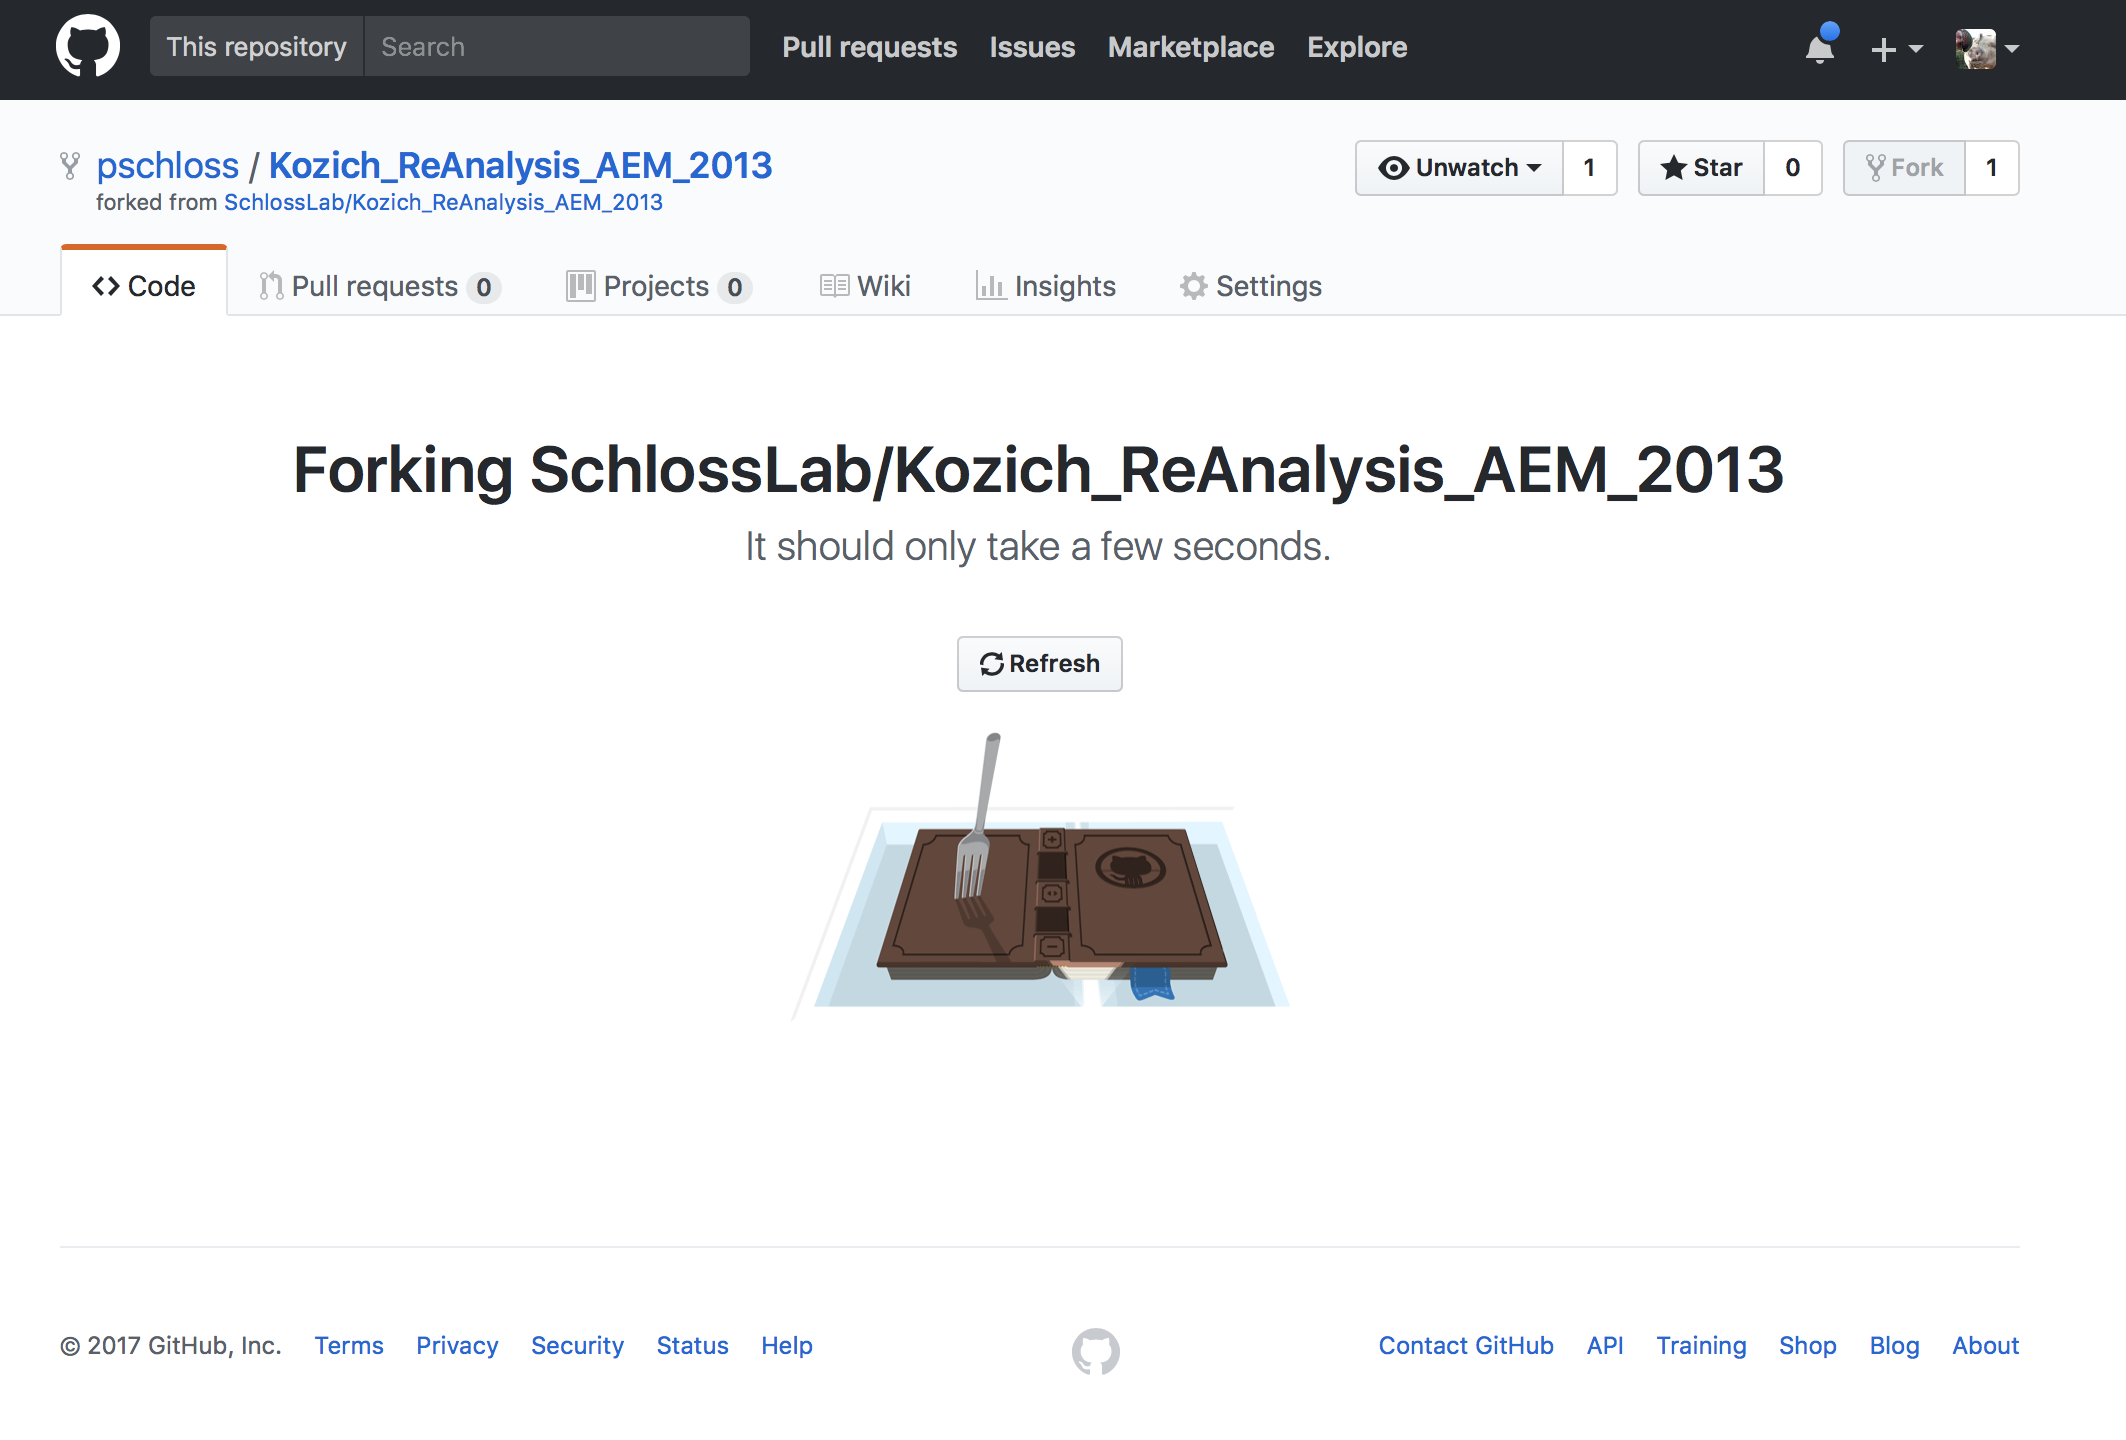 This repository Search Pull requests Issues Marketplace Explore
pschloss / Kozich_ReAnalysis_AEM_2013 Unwatch 1 Star 0 Fork 1
forked from SchlossLab/Kozich_ReAnalysis_AEM_2013
Code Pull requests 0 Projects 0 Wiki Insights Settings
Forking SchlossLab/Kozich_ReAnalysis_AEM_2013
It should only take a few seconds.
Refresh
© 2017 GitHub, Inc. Terms Privacy Security Status Help Contact GitHub API Training Shop Blog About